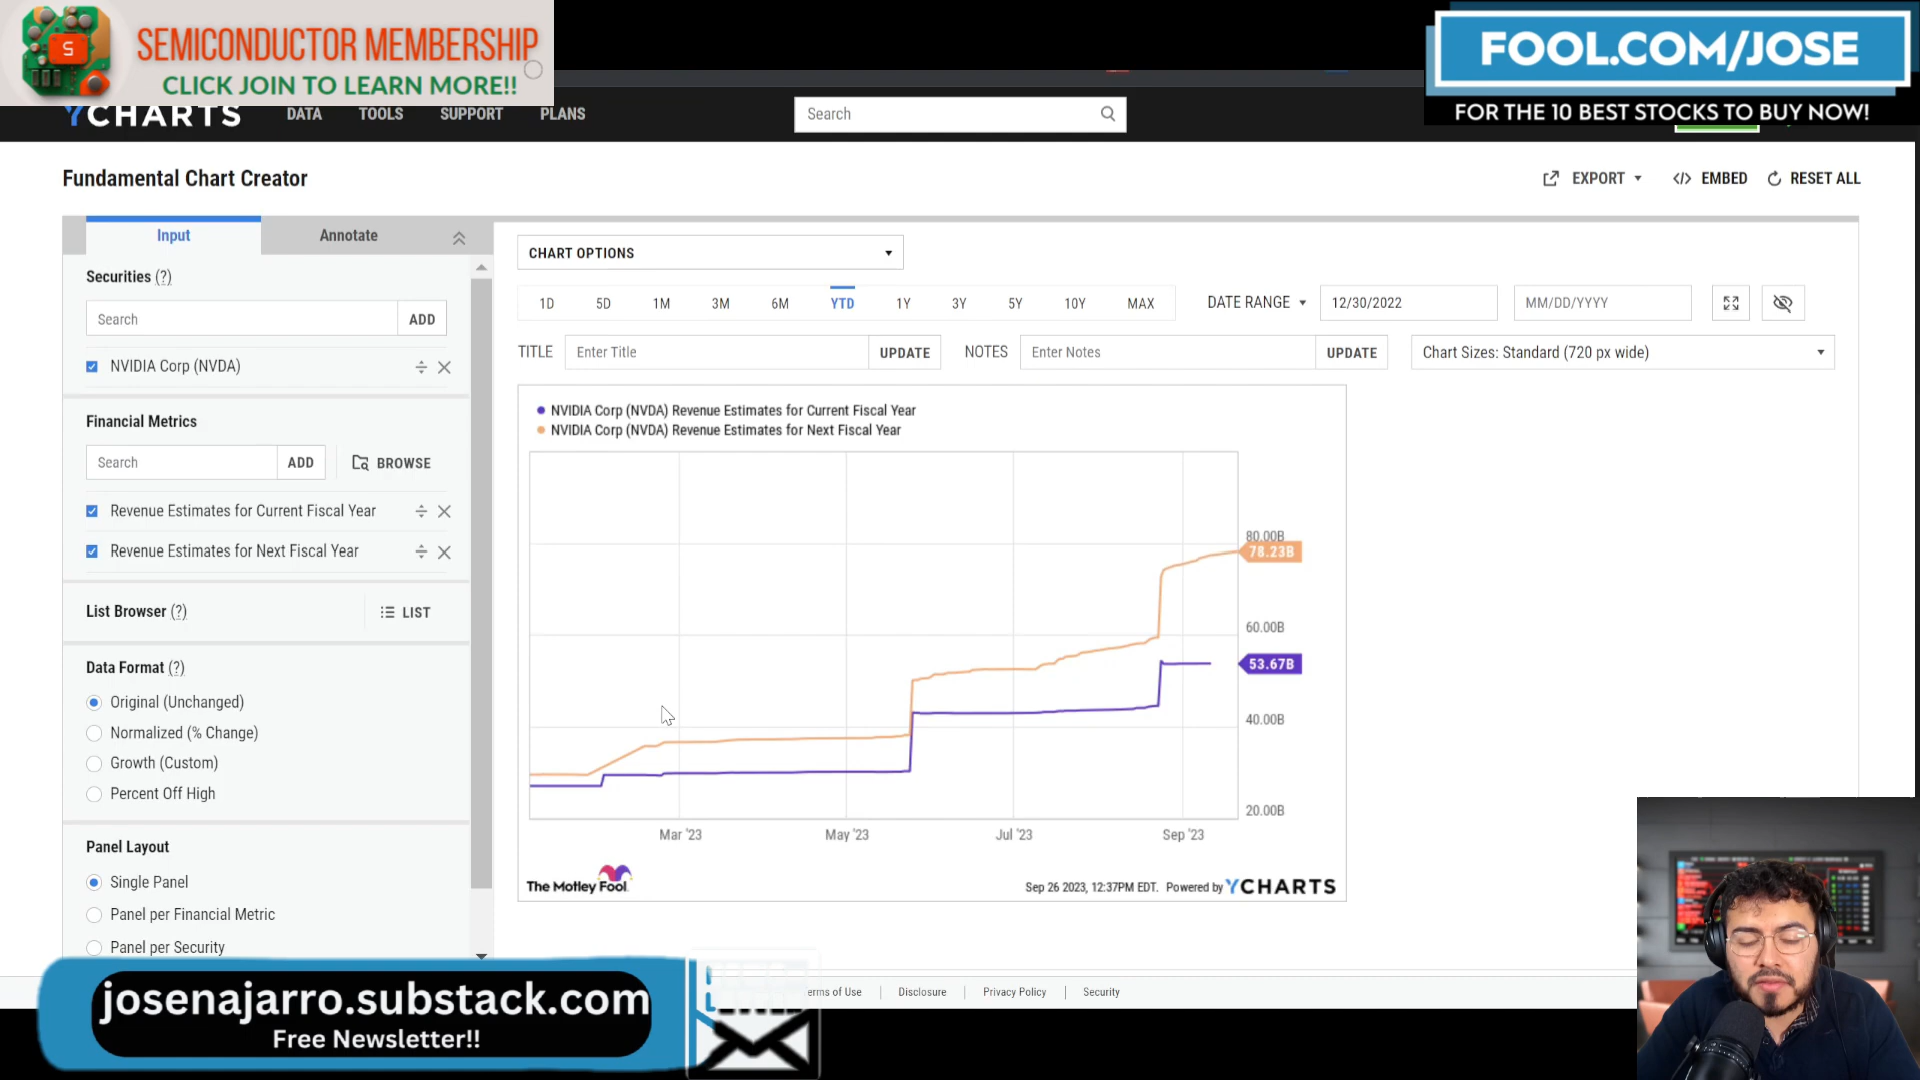 S
SEMICONDUCTOR MEMBERSHIP
CLICK JOIN TO LEARN MORE!!
FOOL.COM/JOSE
FOR THE 10 BEST STOCKS TO BUY NOW!
YCHARTS
DATA
TOOLS
SUPPORT
PLANS
Search
Fundamental Chart Creator
EXPORT
</> EMBED
RESET ALL
Input
Annotate
Securities (?)
Search
ADD
NVIDIA Corp (NVDA)
Financial Metrics
Search
ADD
BROWSE
Revenue Estimates for Current Fiscal Year
Revenue Estimates for Next Fiscal Year
List Browser (?)
LIST
Data Format (?)
Original (Unchanged)
Normalized (% Change)
Growth (Custom)
Percent Off High
Panel Layout
Single Panel
Panel per Financial Metric
Panel per Security
CHART OPTIONS
1D
5D
1M
3M
6M
YTD
1Y
3Y
5Y
10Y
MAX
DATE RANGE
12/30/2022
MM/DD/YYYY
TITLE
Enter Title
UPDATE
NOTES
Enter Notes
UPDATE
Chart Sizes: Standard (720 px wide)
NVIDIA Corp (NVDA) Revenue Estimates for Current Fiscal Year
NVIDIA Corp (NVDA) Revenue Estimates for Next Fiscal Year
80.00B
78.23B
60.00B
53.67B
40.00B
20.00B
Mar '23
May '23
Jul '23
Sep '23
The Motley Fool.
Sep 26 2023, 12:37PM EDT. Powered by YCHARTS
josenajarro.substack.com
Free Newsletter!!
erms of Use
Disclosure
Privacy Policy
Security